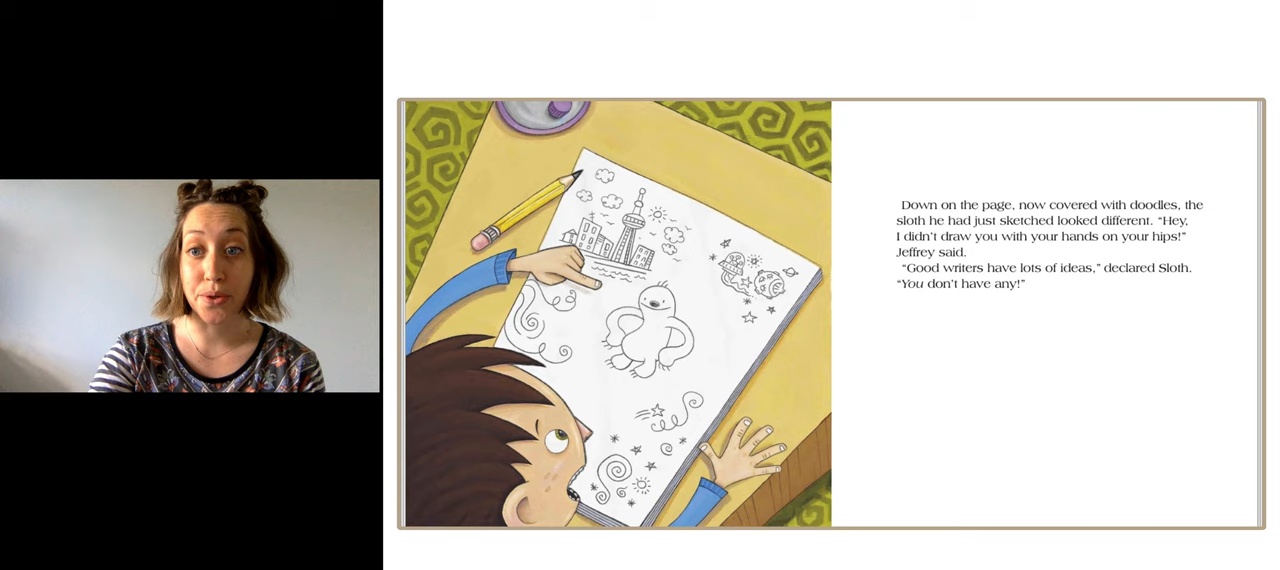 Down on the page, now covered with doodles, the
sloth he had just sketched looked different. “Hey,
I didn’t draw you with your hands on your hips!”
Jeffrey said.
“Good writers have lots of ideas,” declared Sloth.
“You don’t have any!”